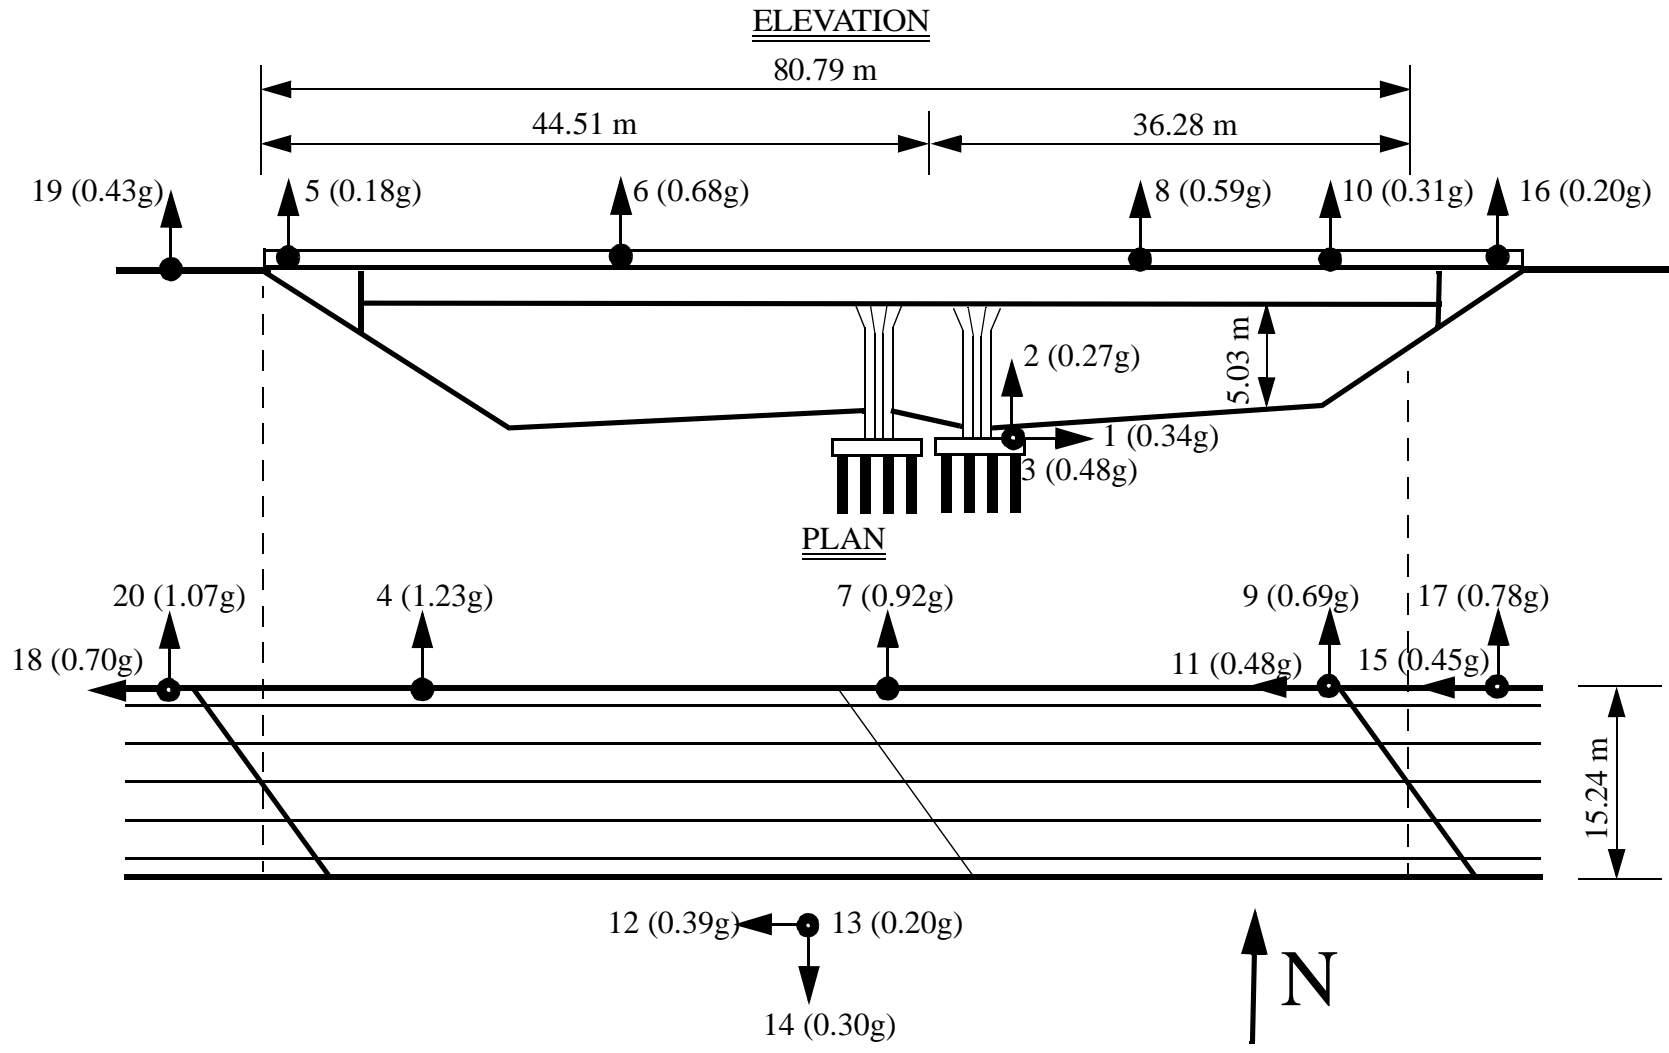 ELEVATION
80.79 m
44.51 m
36.28 m
19 (0.43g)
5 (0.18g)
6 (0.68g)
8 (0.59g)
10 (0.31g)
16 (0.20g)
5.03 m
2 (0.27g)
1 (0.34g)
3 (0.48g)
PLAN
20 (1.07g)
4 (1.23g)
7 (0.92g)
9 (0.69g)
17 (0.78g)
18 (0.70g)
11 (0.48g)
15 (0.45g)
15.24 m
12 (0.39g)
13 (0.20g)
N
14 (0.30g)